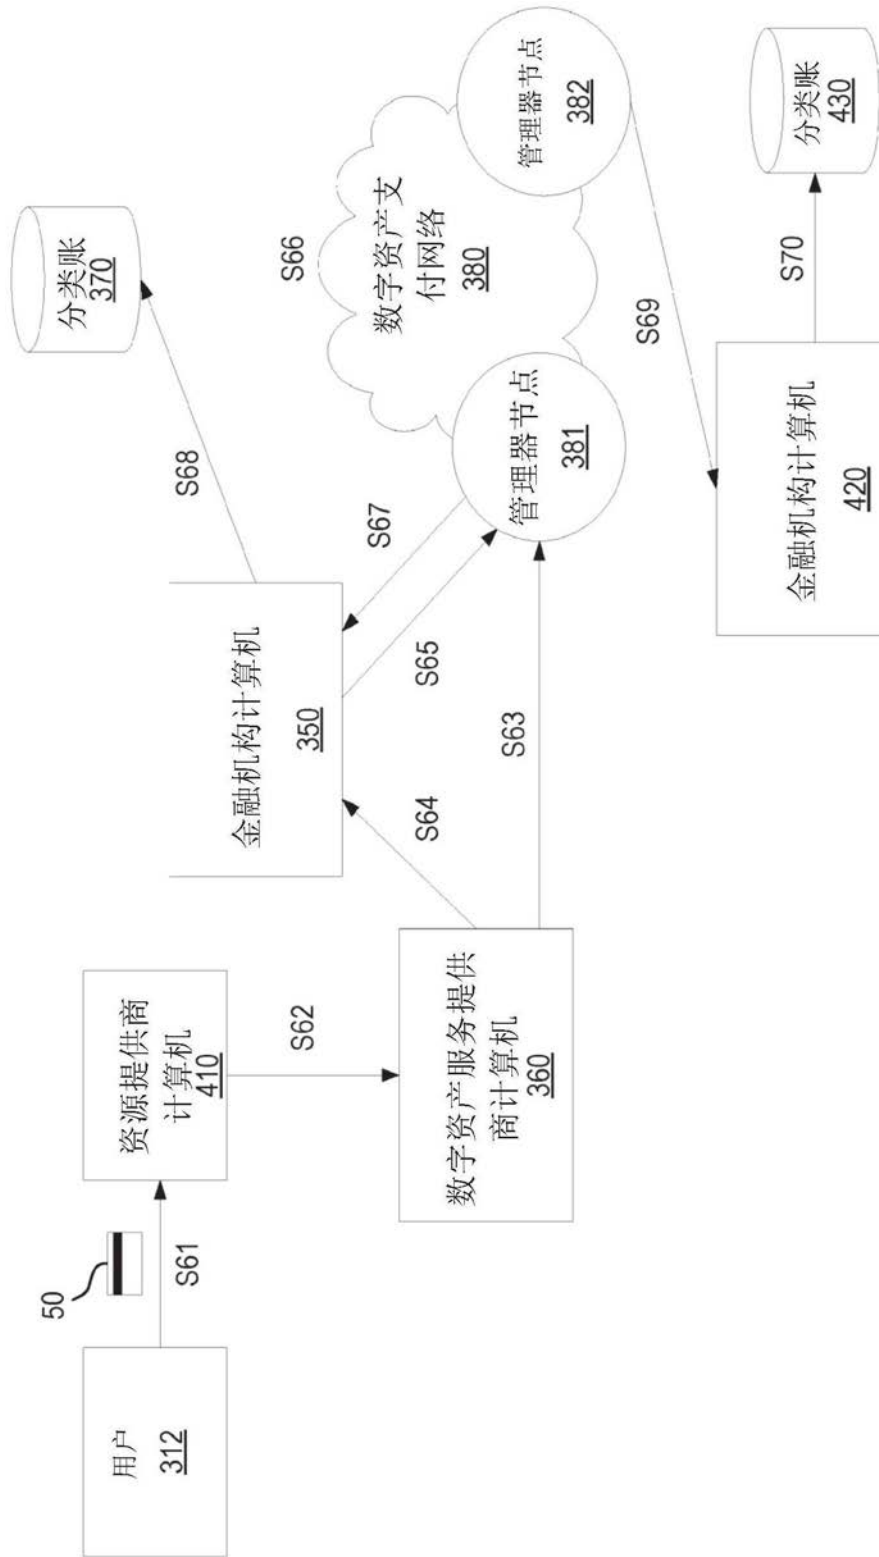 50
用户
312
S61
资源提供商
计算机
410
S62
数字资产服务提供
商计算机
360
S64
S63
金融机构计算机
350
S65
S67
S68
分类账
370
S66
数字资产支
付网络
380
管理器节点
381
管理器节点
382
S69
金融机构计算机
420
S70
分类账
430